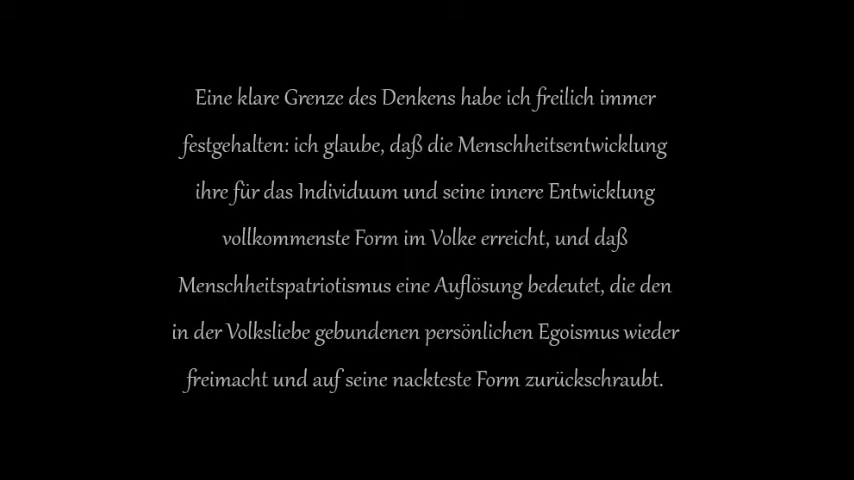 Eine klare Grenze des Denkens habe ich freilich immer
festgehalten: ich glaube, daß die Menschheitsentwicklung
ihre für das Individuum und seine innere Entwicklung
vollkommenste Form im Volke erreicht, und daß
Menschheitspatriotismus eine Auflösung bedeutet, die den
in der Volksliebe gebundenen persönlichen Egoismus wieder
freimacht und auf seine nackteste Form zurückschraubt.